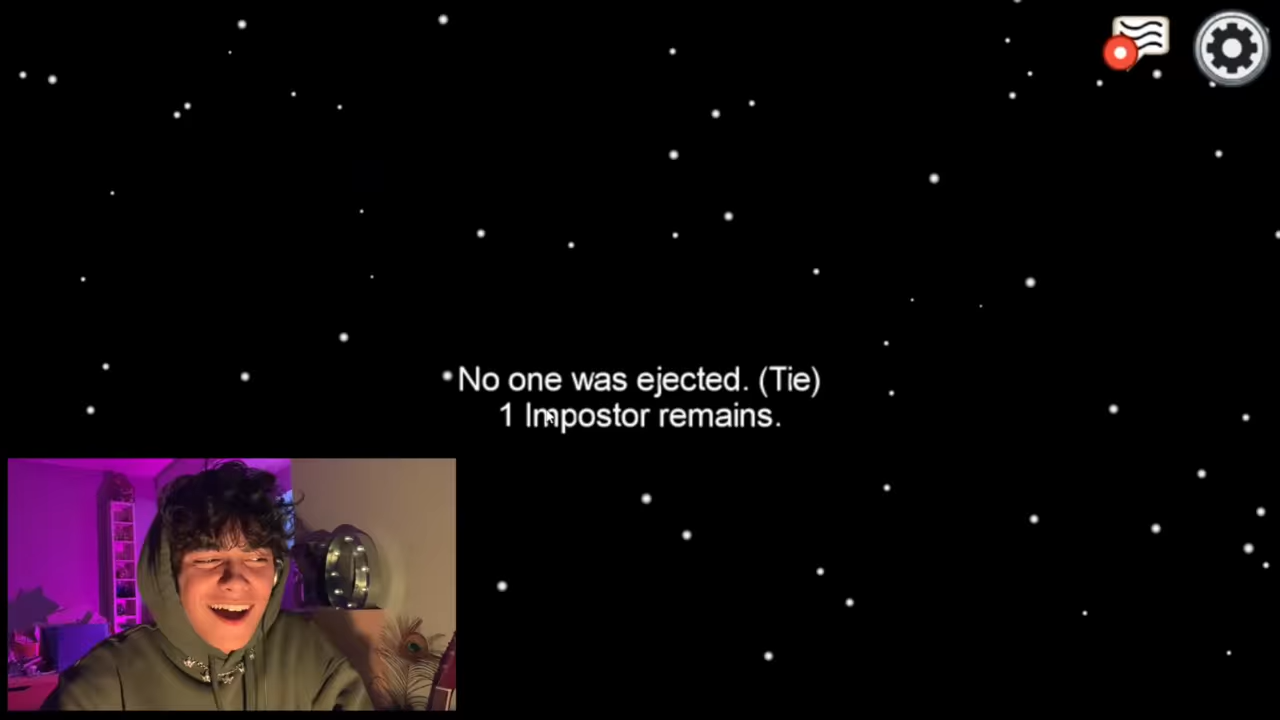 No one was ejected. (Tie)
1 Impostor remains.